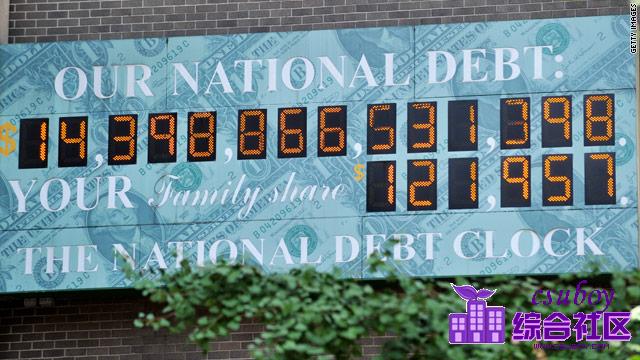 OUR NATIONAL DEBT:
$14,398,866,531,398.
YOUR Family share $121,957
THE NATIONAL DEBT CLOCK
GETTY IMAGES
csuboy
综合社区